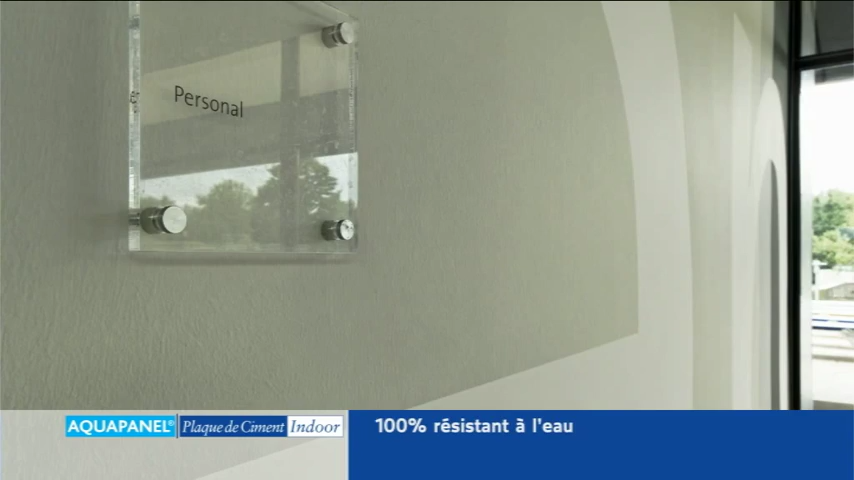 Personal
AQUAPANEL® Plaque de Ciment Indoor
100% résistant à l'eau